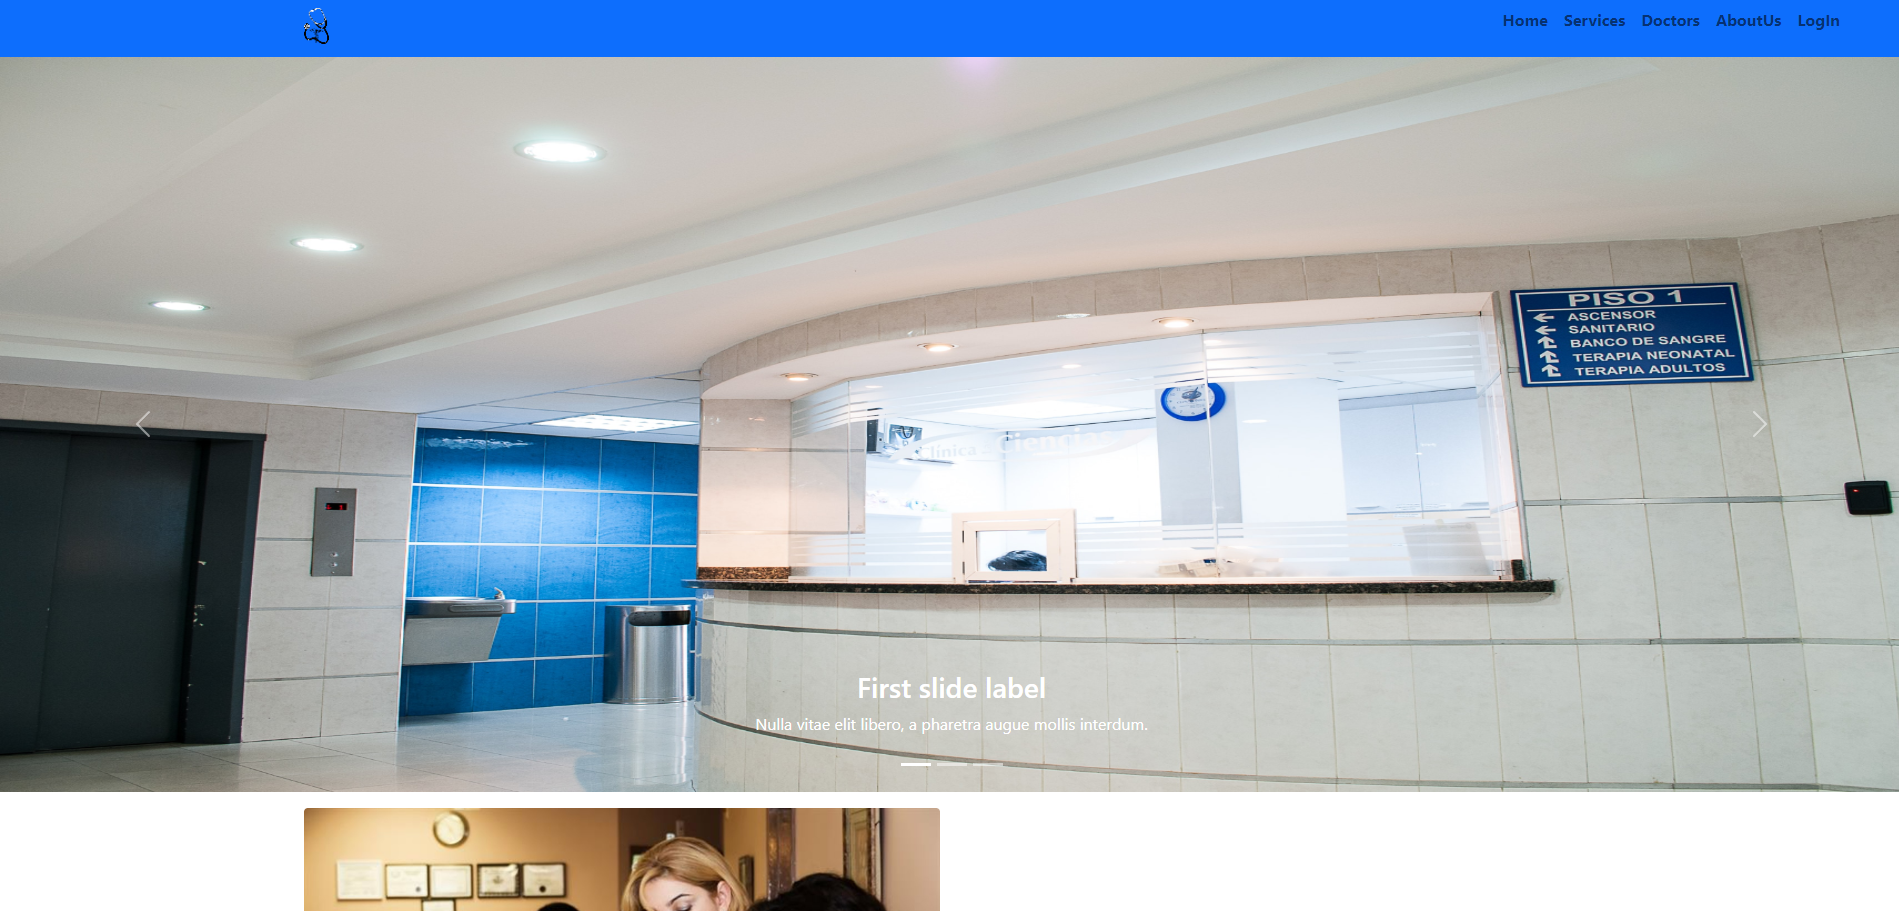 Home Services Doctors AboutUs LogIn
PISO 1
ASCENSOR
SANITARIO
BANCO DE SANGRE
TERAPIA NEONATAL
TERAPIA ADULTOS
Clinica Ciencias
First slide label
Nulla vitae elit libero, a pharetra augue mollis interdum.